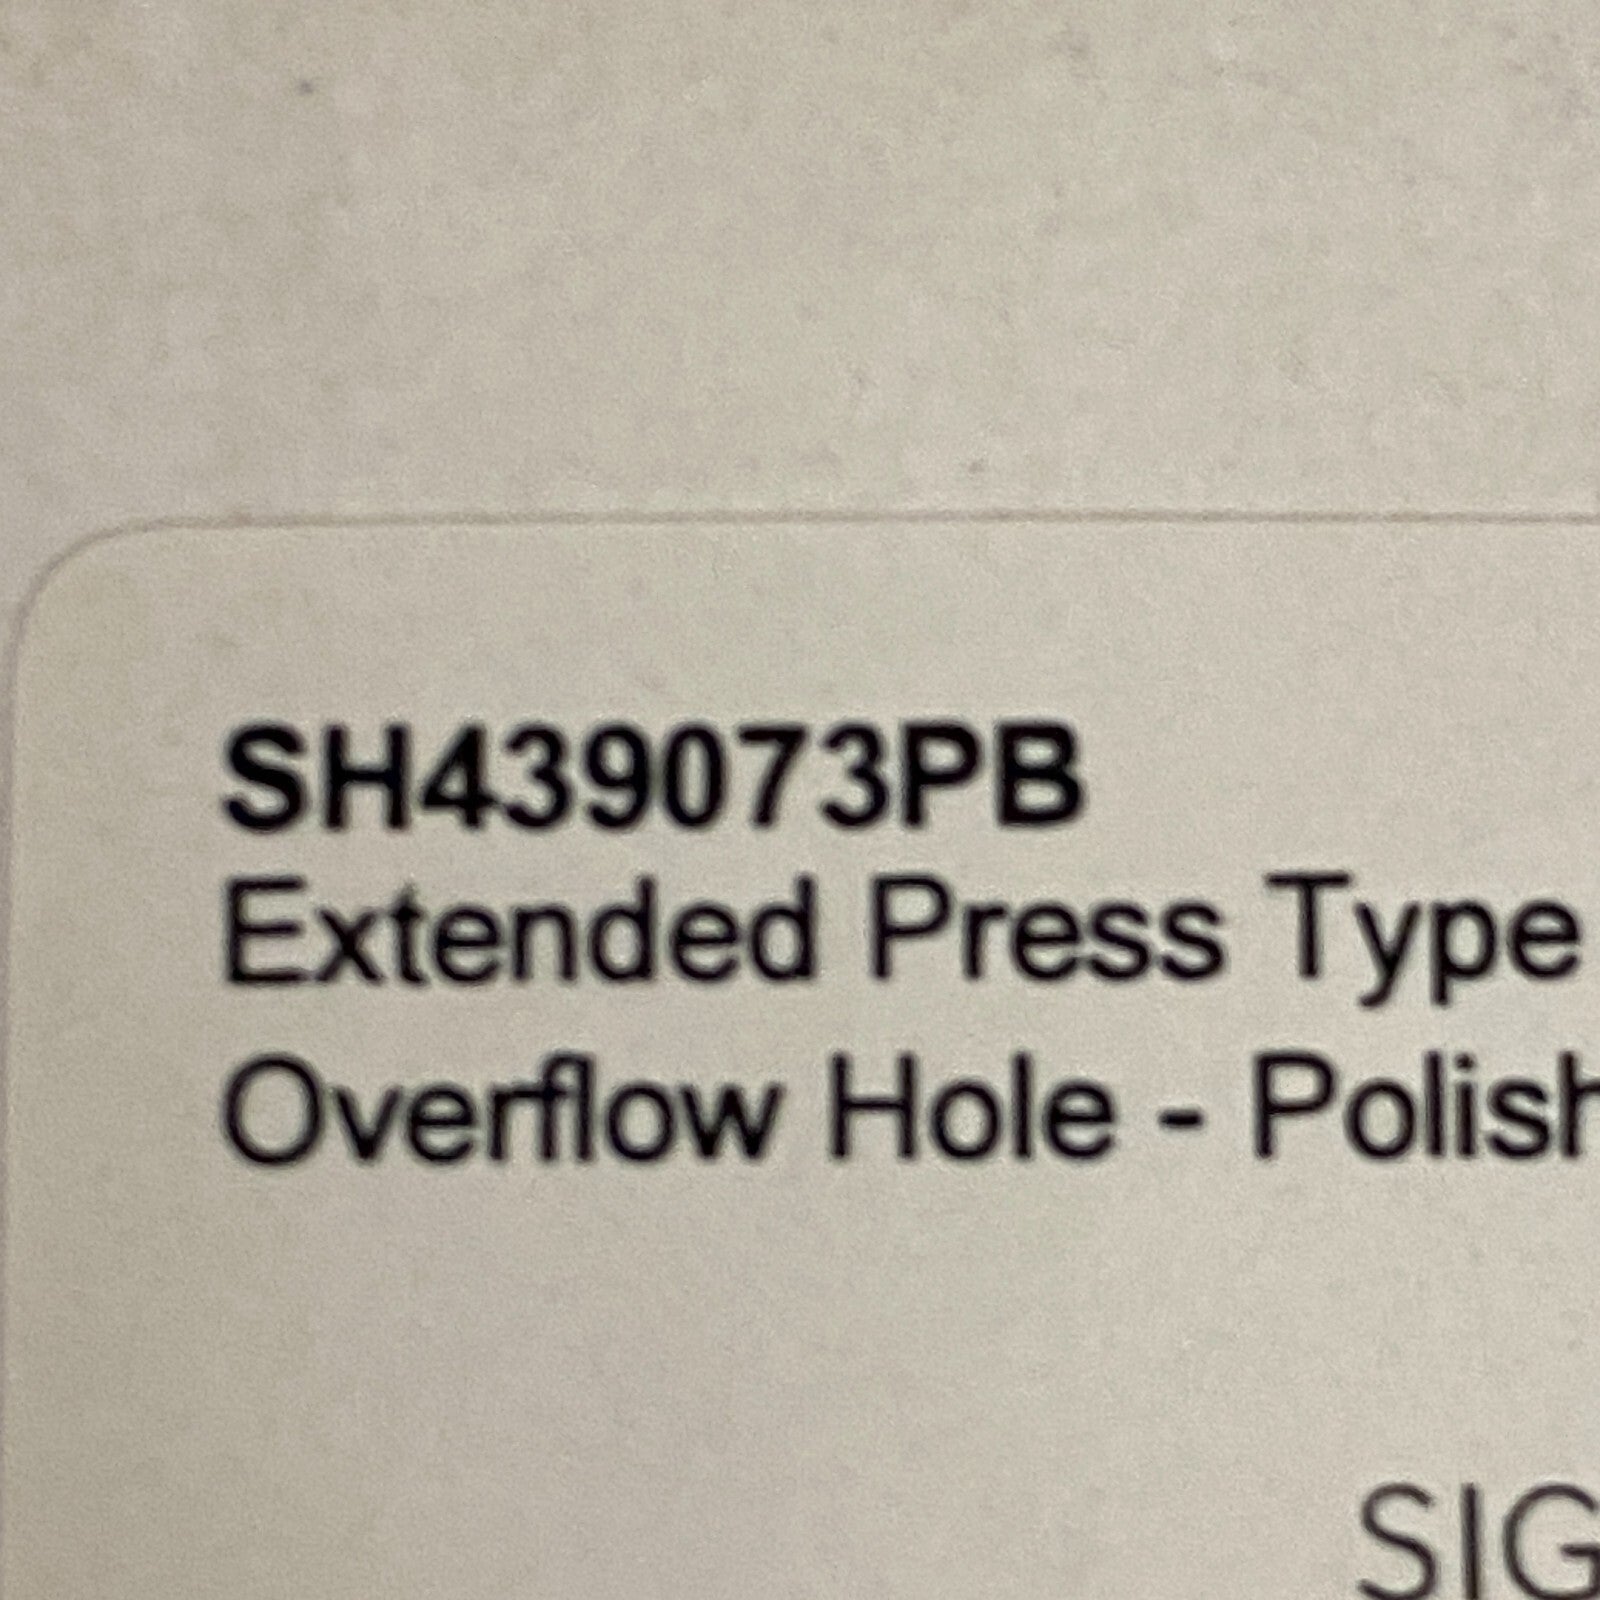 SH439073PB
Extended Press Type
Overflow Hole - Polish
SIG